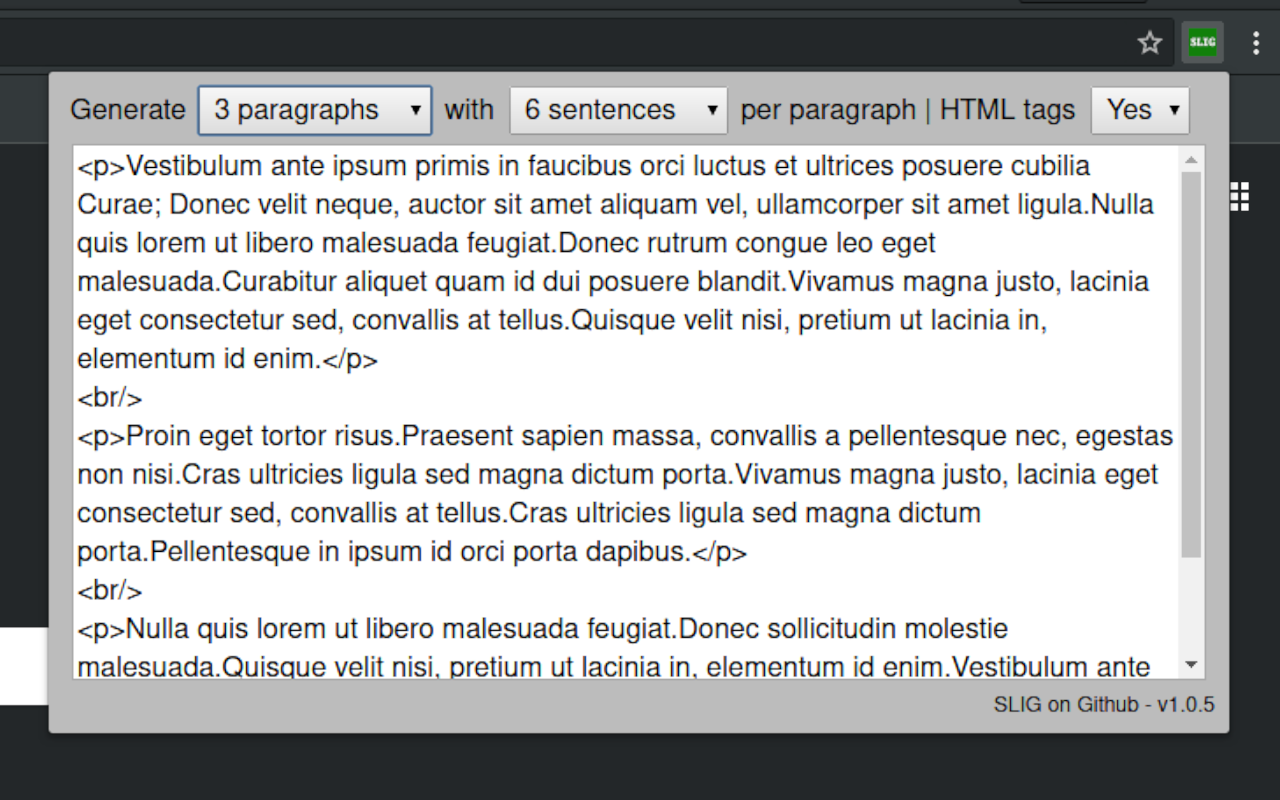 SLIG
Generate 3 paragraphs with 6 sentences per paragraph | HTML tags Yes
<p>Vestibulum ante ipsum primis in faucibus orci luctus et ultrices posuere cubilia
Curae; Donec velit neque, auctor sit amet aliquam vel, ullamcorper sit amet ligula.Nulla
quis lorem ut libero malesuada feugiat.Donec rutrum congue leo eget
malesuada.Curabitur aliquet quam id dui posuere blandit.Vivamus magna justo, lacinia
eget consectetur sed, convallis at tellus.Quisque velit nisi, pretium ut lacinia in,
elementum id enim.</p>
<br/>
<p>Proin eget tortor risus.Praesent sapien massa, convallis a pellentesque nec, egestas
non nisi.Cras ultricies ligula sed magna dictum porta.Vivamus magna justo, lacinia eget
consectetur sed, convallis at tellus.Cras ultricies ligula sed magna dictum
porta.Pellentesque in ipsum id orci porta dapibus.</p>
<br/>
<p>Nulla quis lorem ut libero malesuada feugiat.Donec sollicitudin molestie
malesuada.Quisque velit nisi, pretium ut lacinia in, elementum id enim.Vestibulum ante
SLIG on Github - v1.0.5